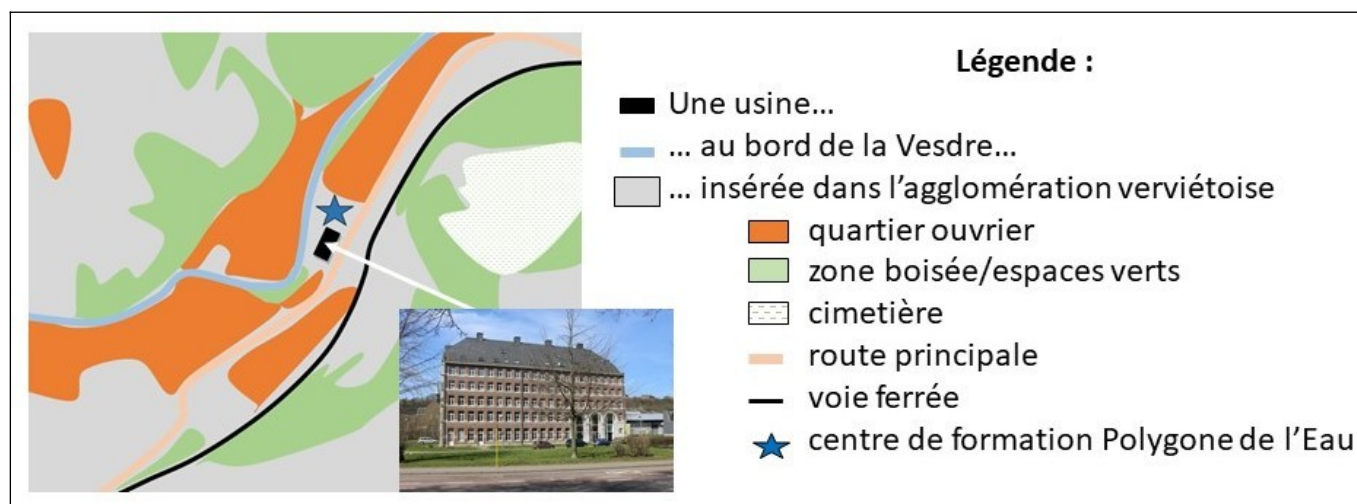 Légende :
Une usine…
… au bord de la Vesdre…
… insérée dans l’agglomération verviétoise
quartier ouvrier
zone boisée/espaces verts
cimetière
route principale
voie ferrée
centre de formation Polygone de l’Eau